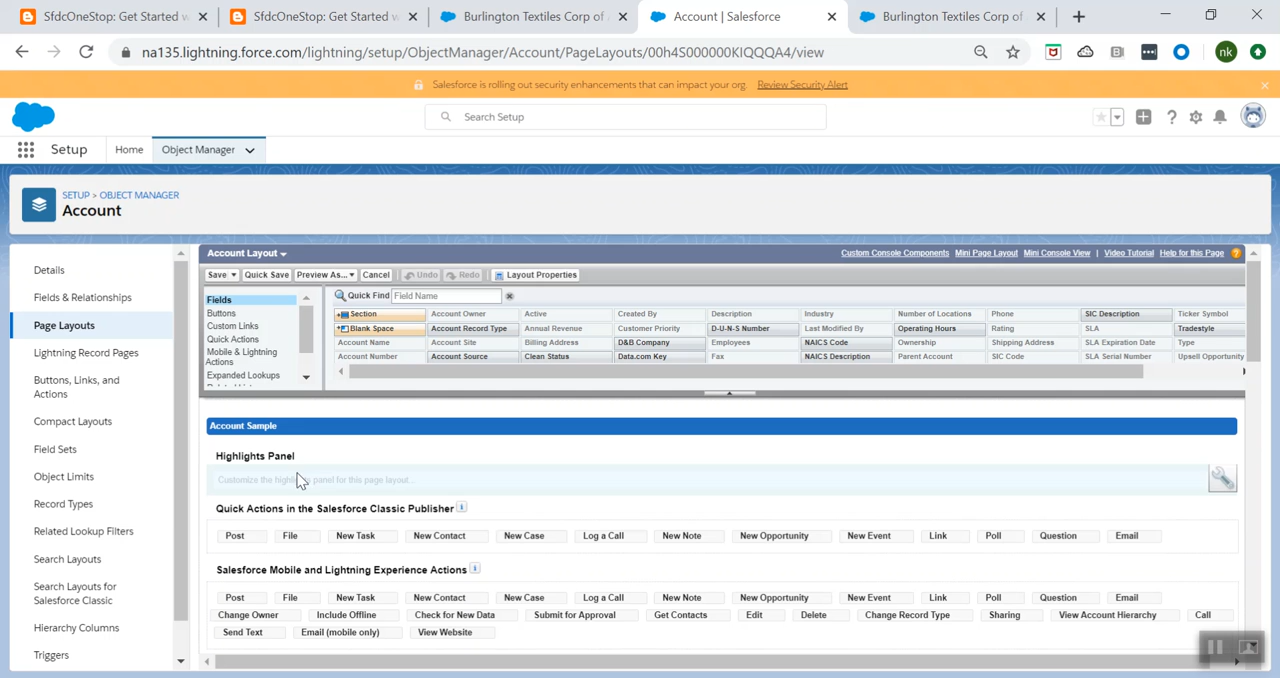 SfdcOneStop: Get Started w
SfdcOneStop: Get Started w
Burlington Textiles Corp of
Account | Salesforce
Burlington Textiles Corp of
na135.lightning.force.com/lightning/setup/ObjectManager/Account/PageLayouts/00h4S000000KIQQQA4/view
nk
Salesforce is rolling out security enhancements that can impact your org. Review Security Alert
Search Setup
Setup Home Object Manager
SETUP > OBJECT MANAGER
Account
Details
Fields & Relationships
Page Layouts
Lightning Record Pages
Buttons, Links, and
Actions
Compact Layouts
Field Sets
Object Limits
Record Types
Related Lookup Filters
Search Layouts
Search Layouts for
Salesforce Classic
Hierarchy Columns
Triggers
Account Layout
Custom Console Components Mini Page Layout Mini Console View | Video Tutorial Help for this Page
Save Quick Save Preview As... Cancel Undo Redo Layout Properties
Fields
Buttons
Custom Links
Quick Actions
Mobile & Lightning
Actions
Expanded Lookups
Quick Find Field Name
Section Account Owner Active Created By Description Industry Number of Locations Phone SIC Description Ticker Symbol
Blank Space Account Record Type Annual Revenue Customer Priority D-U-N-S Number Last Modified By Operating Hours Rating SLA Tradestyle
Account Name Account Site Billing Address D&B Company Employees NAICS Code Ownership Shipping Address SLA Expiration Date Type
Account Number Account Source Clean Status Data.com Key Fax NAICS Description Parent Account SIC Code SLA Serial Number Upsell Opportunity
Account Sample
Highlights Panel
Customize the highlights panel for this page layout...
Quick Actions in the Salesforce Classic Publisher
Post File New Task New Contact New Case Log a Call New Note New Opportunity New Event Link Poll Question Email
Salesforce Mobile and Lightning Experience Actions
Post File New Task New Contact New Case Log a Call New Note New Opportunity New Event Link Poll Question Email
Change Owner Include Offline Check for New Data Submit for Approval Get Contacts Edit Delete Change Record Type Sharing View Account Hierarchy Call
Send Text Email (mobile only) View Website